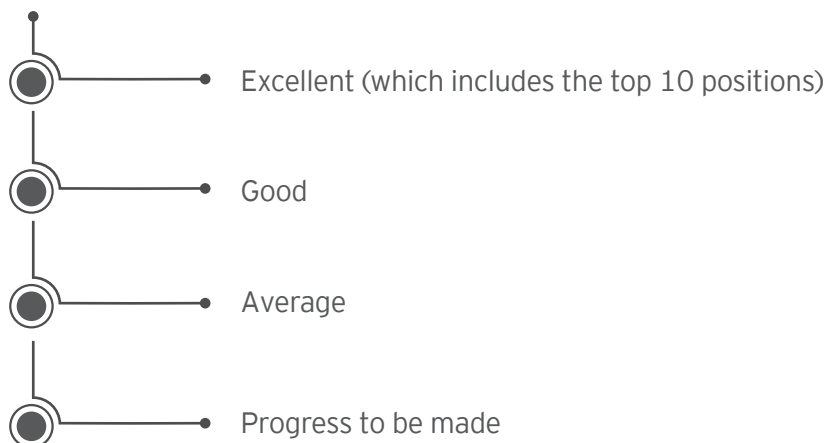 Excellent (which includes the top 10 positions)
Good
Average
Progress to be made